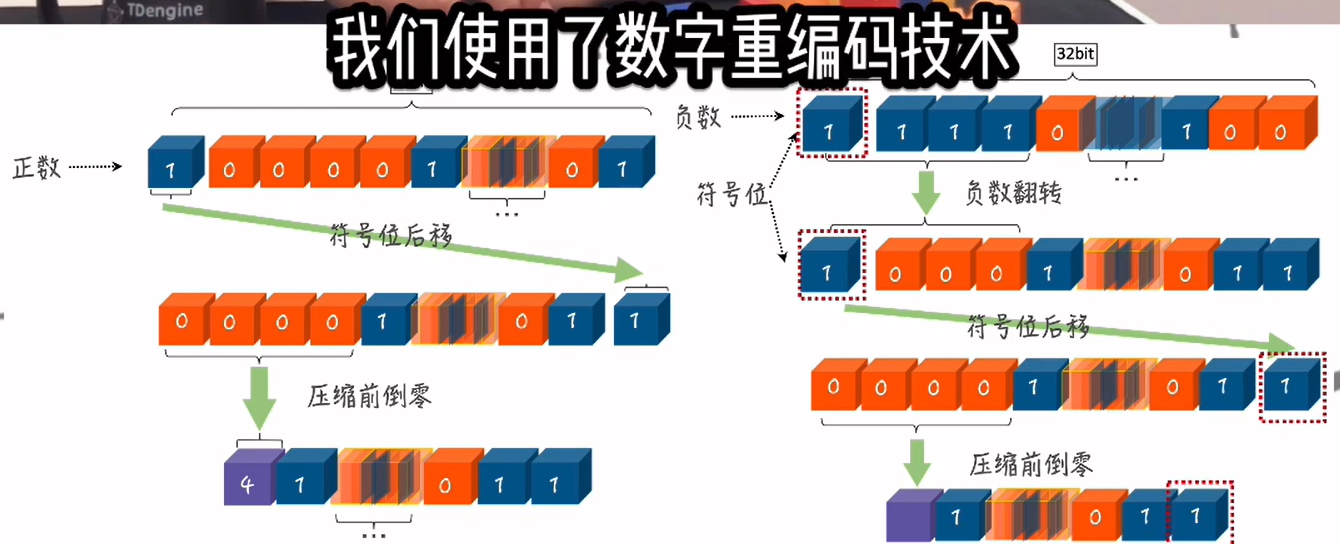 TDengine
我们使用了数字重编码技术
32bit
正数
1 0 0 0 0 1 0 1
...
符号位后移
0 0 0 0 1 0 1 1
压缩前倒零
4 1 0 1 1
...
负数
1 1 1 1 0 1 0 0
...
符号位
负数翻转
1 0 0 0 1 0 1 1
符号位后移
0 0 0 0 1 0 1 1
压缩前倒零
1 0 1 1